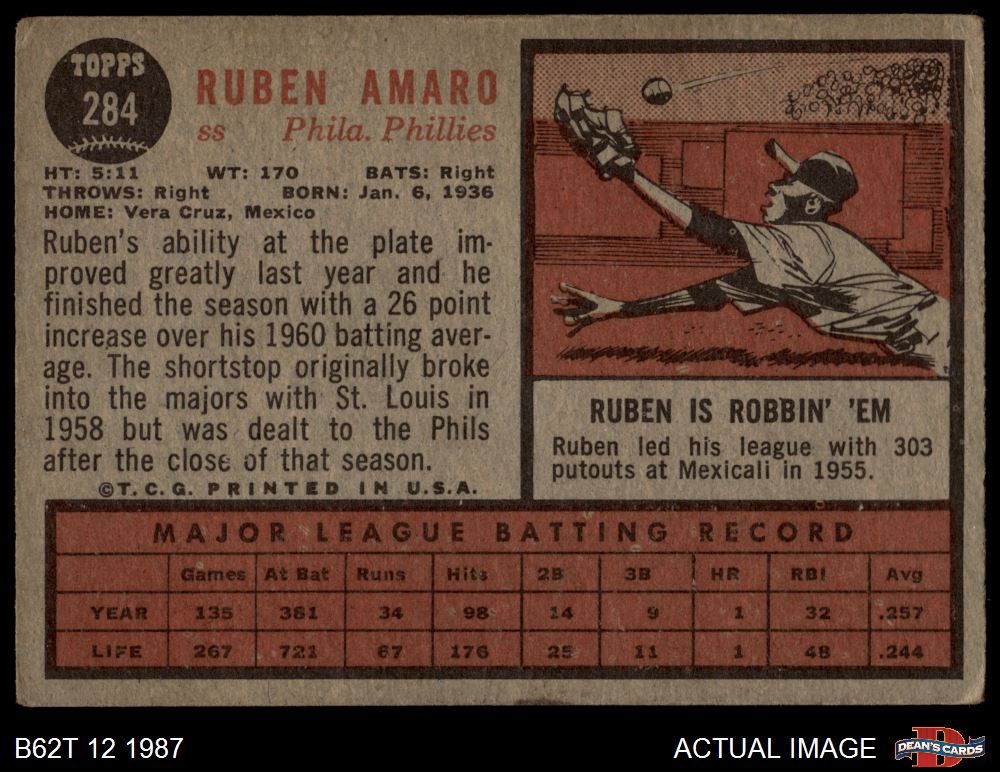 TOPPS
284
RUBEN AMARO
ss Phila. Phillies
HT: 5:11 WT: 170 BATS: Right
THROWS: Right BORN: Jan. 6, 1936
HOME: Vera Cruz, Mexico
Ruben's ability at the plate im-
proved greatly last year and he
finished the season with a 26 point
increase over his 1960 batting aver-
age. The shortstop originally broke
into the majors with St. Louis in
1958 but was dealt to the Phils
after the close of that season.
©T.C.G. PRINTED IN U.S.A.
RUBEN IS ROBBIN' 'EM
Ruben led his league with 303
putouts at Mexicali in 1955.
MAJOR LEAGUE BATTING RECORD
Games At Bat Runs Hits 2B 3B HR RBI Avg
YEAR 135 381 34 98 14 9 1 32 .257
LIFE 267 721 67 176 25 11 1 48 .244
B62T 12 1987
ACTUAL IMAGE
D
DEAN'S CARDS